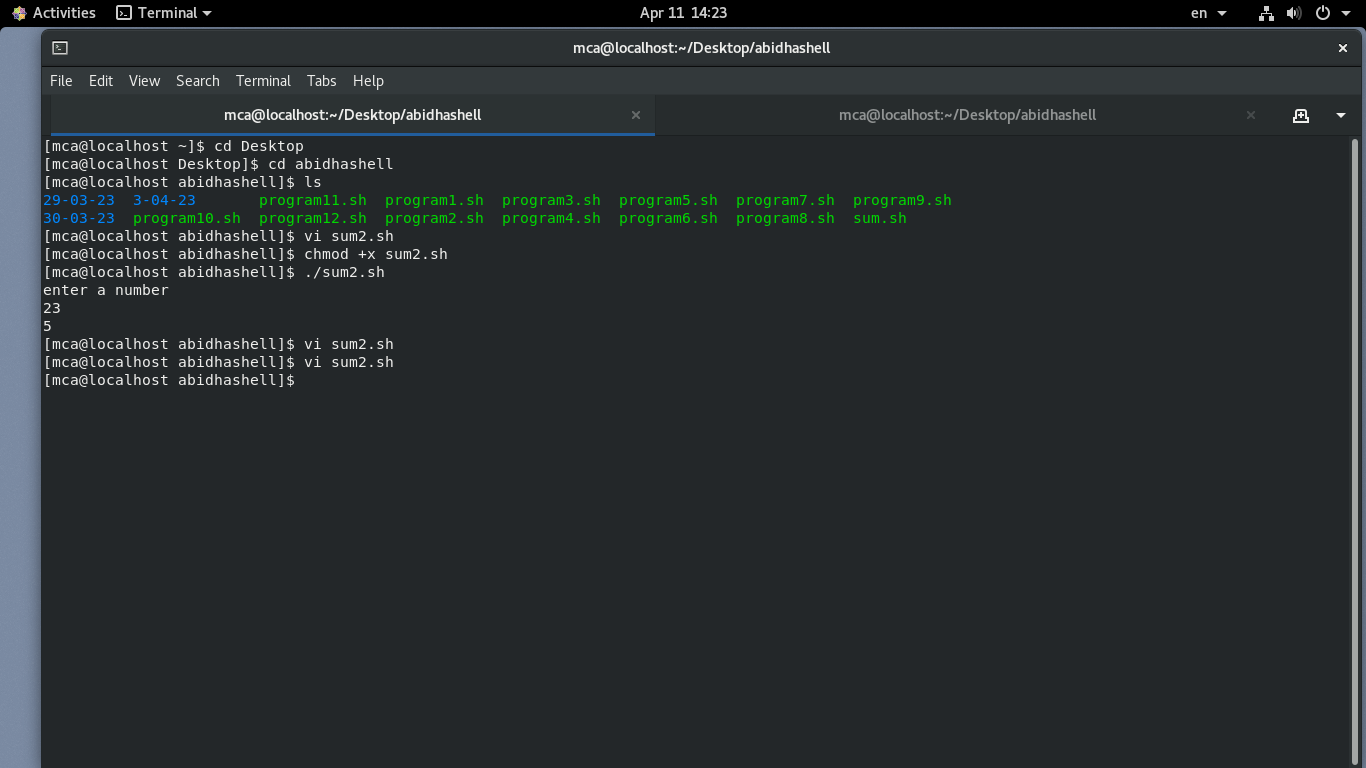 Activities Terminal Apr 11 14:23 en
mca@localhost:~/Desktop/abidhashell
File Edit View Search Terminal Tabs Help
mca@localhost:~/Desktop/abidhashell mca@localhost:~/Desktop/abidhashell
[mca@localhost ~]$ cd Desktop
[mca@localhost Desktop]$ cd abidhashell
[mca@localhost abidhashell]$ ls
29-03-23  3-04-23       program11.sh  program1.sh  program3.sh  program5.sh  program7.sh  program9.sh
30-03-23  program10.sh  program12.sh  program2.sh  program4.sh  program6.sh  program8.sh  sum.sh
[mca@localhost abidhashell]$ vi sum2.sh
[mca@localhost abidhashell]$ chmod +x sum2.sh
[mca@localhost abidhashell]$ ./sum2.sh
enter a number
23
5
[mca@localhost abidhashell]$ vi sum2.sh
[mca@localhost abidhashell]$ vi sum2.sh
[mca@localhost abidhashell]$